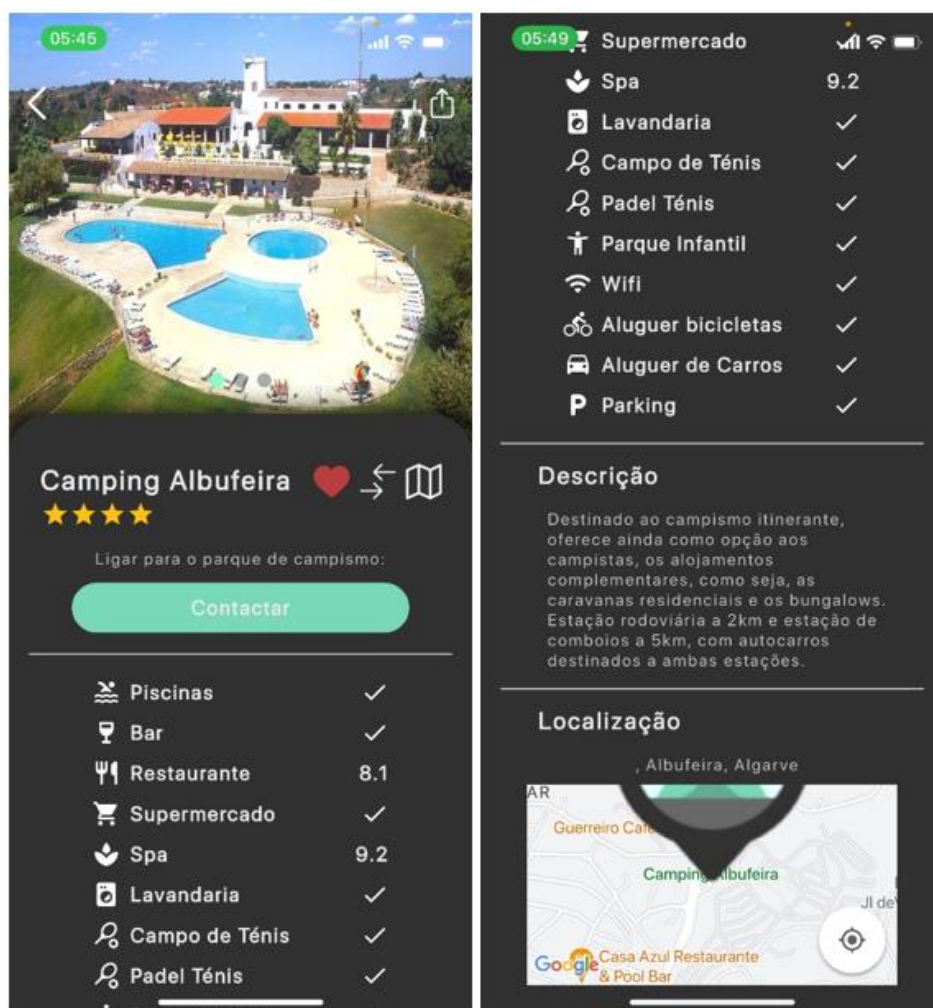 05:45
Camping Albufeira
Ligar para o parque de campismo:
Contactar
Piscinas
Bar
Restaurante 8.1
Supermercado
Spa 9.2
Lavandaria
Campo de Ténis
Padel Ténis
05:49
Supermercado
Spa 9.2
Lavandaria
Campo de Ténis
Padel Ténis
Parque Infantil
Wifi
Aluguer bicicletas
Aluguer de Carros
P Parking
Descrição
Destinado ao campismo itinerante,
oferece ainda como opção aos
campistas, os alojamentos
complementares, como seja, as
caravanas residenciais e os bungalows.
Estação rodoviária a 2km e estação de
comboios a 5km, com autocarros
destinados a ambas estações.
Localização
, Albufeira, Algarve
AR
Guerreiro
Camping Albufeira
Google
Casa Azul Restaurante
& Pool Bar